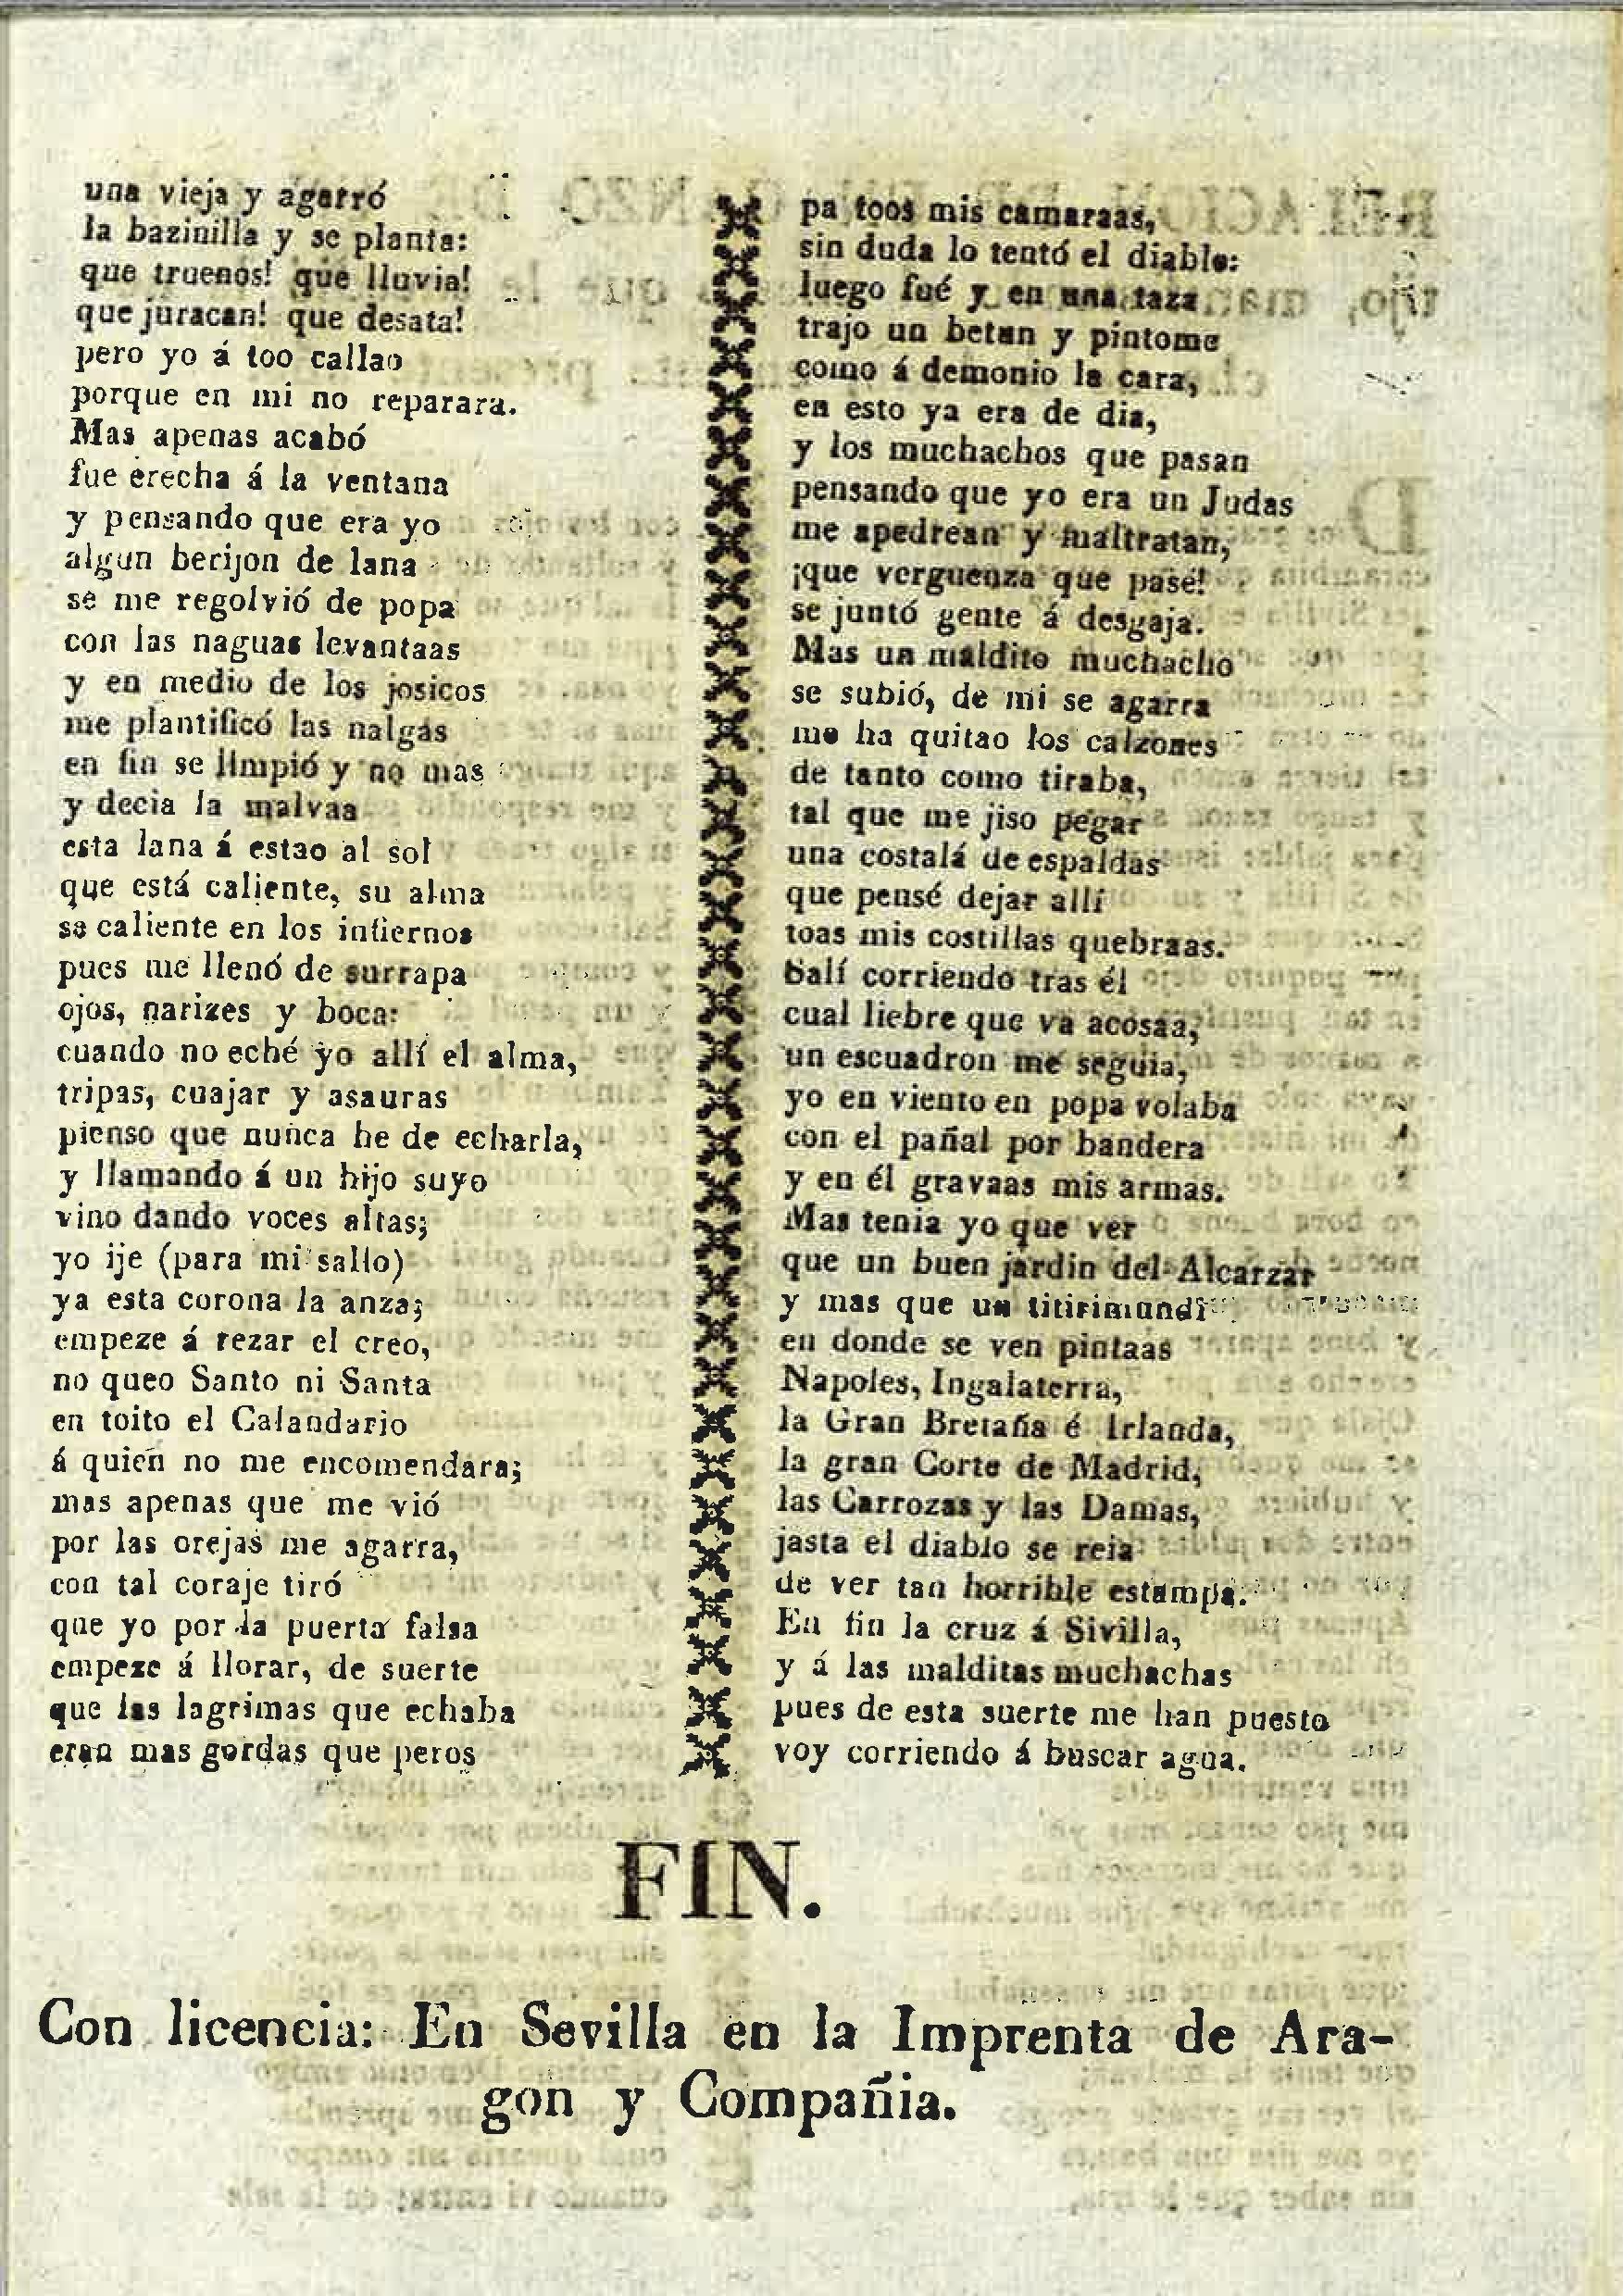 una vieja y agarró
la bazinilla y se planta:
que truenos! que lluvia!
que juracan! que desata!
pero yo á too callao
porque en mi no reparara.
Mas apenas acabó
fue erecha á la ventana
y pensando que era yo
algun berijon de lana
se me regolvió de popa
con las naguas levantaas
y en medio de los josicos
me plantificó las nalgas
en fin se limpió y no mas
y decia la malvaa
esta lana á estao al sol
que está caliente, su alma
se caliente en los infiernos
pues me llenó de surrapa
ojos, narizes y boca:
cuando no eché yo allí el alma,
tripas, cuajar y asauras
pienso que nunca he de echarla,
y llamando á un hijo suyo
vino dando voces altas;
yo ije (para mi sallo)
ya esta corona la anza;
empeze á rezar el creo,
no queo Santo ni Santa
en toito el Calandario
á quien no me encomendara;
mas apenas que me vió
por las orejas me agarra,
con tal coraje tiró
que yo por la puerta falsa
empeze á llorar, de suerte
que las lagrimas que echaba
eran mas gordas que peros
pa toos mis camaraas,
sin duda lo tentó el diablo:
luego fué y en una taza
trajo un betun y pintome
como á demonio la cara,
en esto ya era de dia,
y los muchachos que pasan
pensando que yo era un Judas
me apedrean y maltratan,
¡que verguenza que pasé!
se juntó gente á desgaja.
Mas un maldito muchacho
se subió, de mi se agarra
me ha quitao los calzones
de tanto como tiraba,
tal que me jiso pegar
una costalá de espaldas
que pensé dejar allí
toas mis costillas quebraas.
Salí corriendo tras él
cual liebre que va acosaa,
un escuadron me seguia,
yo en viento en popa volaba
con el pañal por bandera
y en él gravaas mis armas.
Mas tenia yo que ver
que un buen jardin del Alcarzar
y mas que un titirimundi
en donde se ven pintaas
Napoles, Ingalaterra,
la Gran Bretaña é Irlanda,
la gran Corte de Madrid,
las Carrozas y las Damas,
jasta el diablo se reia
de ver tan horrible estampa.
En fin la cruz á Sivilla,
y á las malditas muchachas
pues de esta suerte me han puesto
voy corriendo á buscar agua.
FIN.
Con licencia: En Sevilla en la Imprenta de Ara-
gon y Compañia.